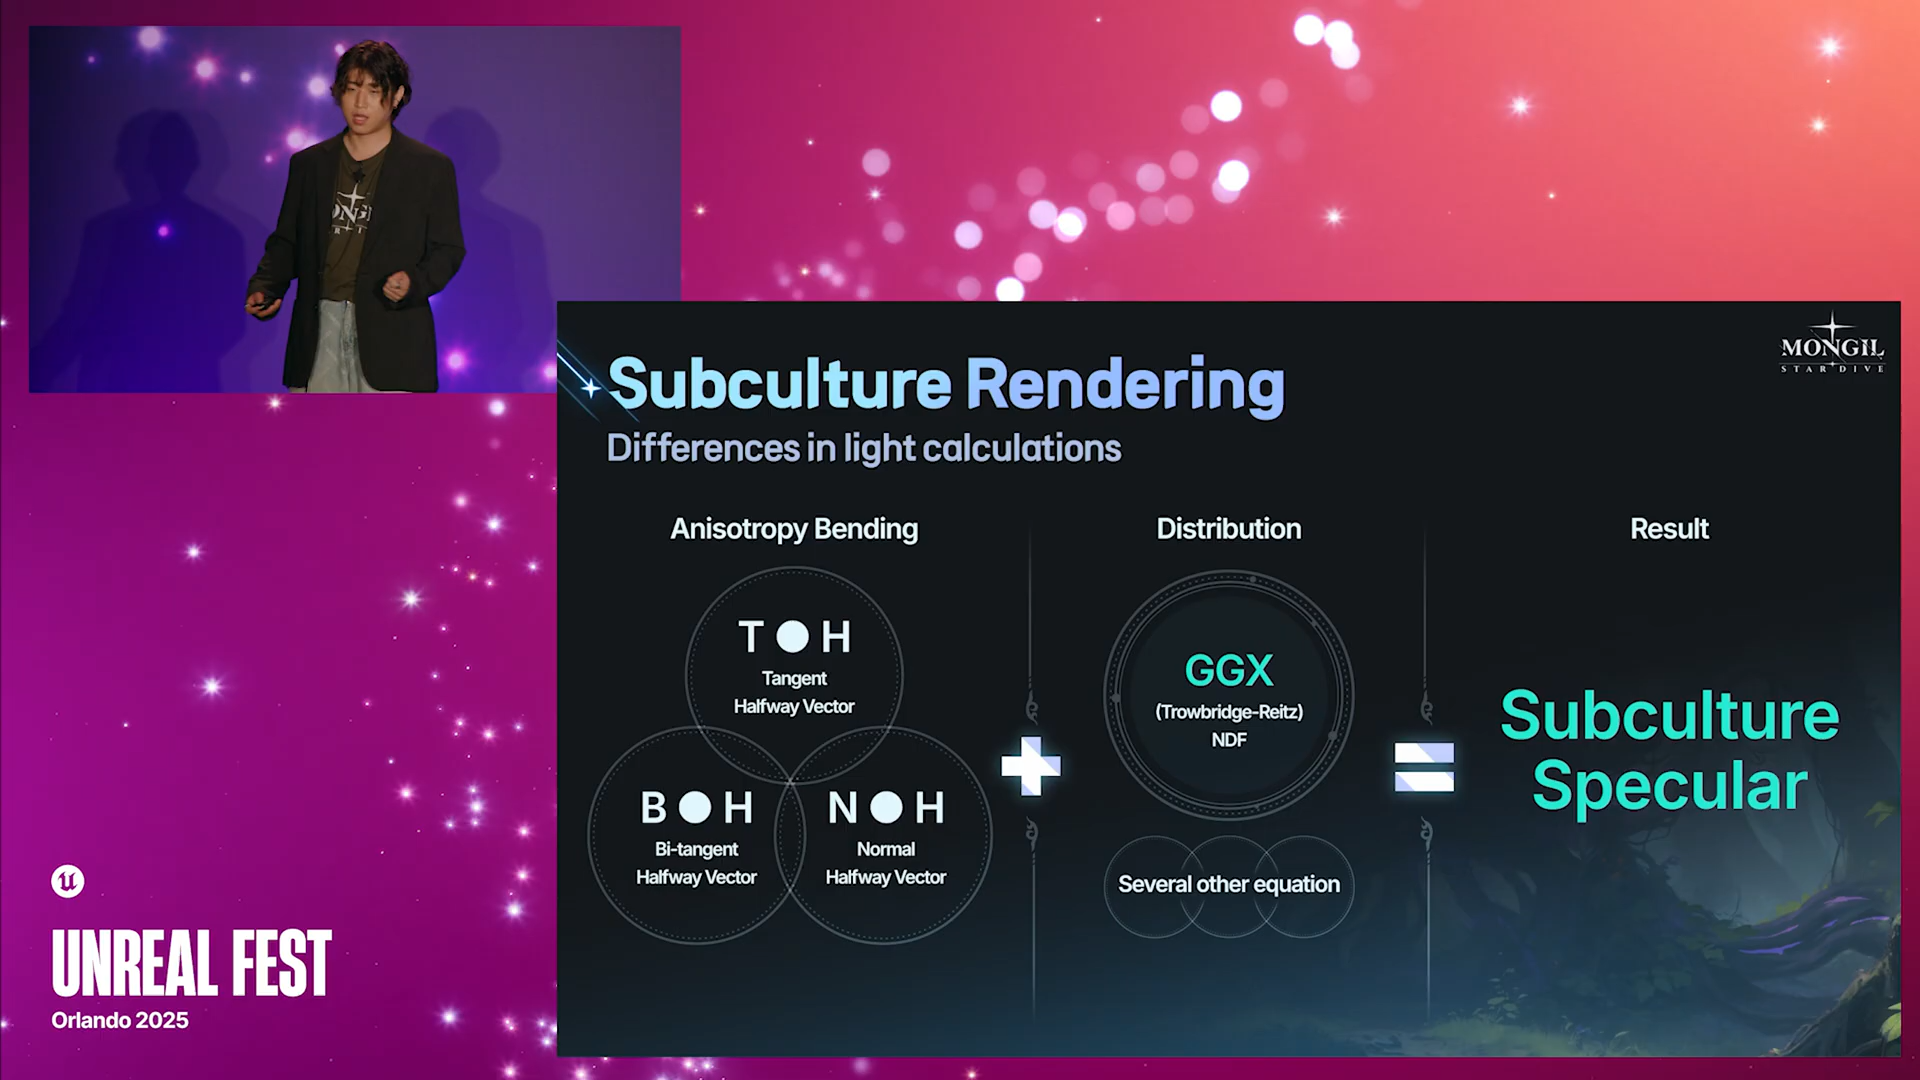 MONGIL
STAR DIVE
Subculture Rendering
Differences in light calculations
Anisotropy Bending
T ● H
Tangent
Halfway Vector
B ● H
Bi-tangent
Halfway Vector
N ● H
Normal
Halfway Vector
+
Distribution
GGX
(Trowbridge-Reitz)
NDF
Several other equation
=
Result
Subculture
Specular
UNREAL FEST
Orlando 2025